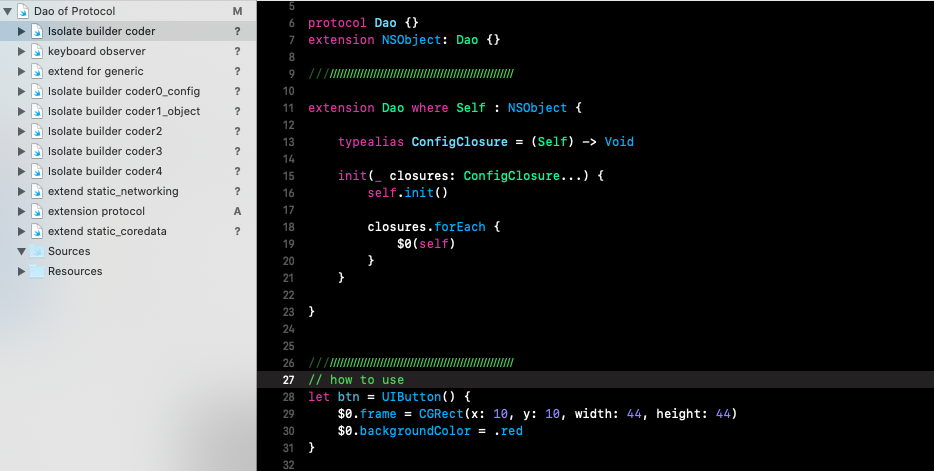 Dao of Protocol M
Isolate builder coder ?
keyboard observer ?
extend for generic ?
Isolate builder coder0_config ?
Isolate builder coder1_object ?
Isolate builder coder2 ?
Isolate builder coder3 ?
Isolate builder coder4 ?
extend static_networking ?
extension protocol A
extend static_coredata ?
Sources
Resources
5
6 protocol Dao {}
7 extension NSObject: Dao {}
8
9 ////////////////////////////////////////////////////////////
10
11 extension Dao where Self : NSObject {
12
13     typealias ConfigClosure = (Self) -> Void
14
15     init(_ closures: ConfigClosure...) {
16         self.init()
17
18         closures.forEach {
19             $0(self)
20         }
21     }
22
23 }
24
25
26 ////////////////////////////////////////////////////////////
27 // how to use
28 let btn = UIButton() {
29     $0.frame = CGRect(x: 10, y: 10, width: 44, height: 44)
30     $0.backgroundColor = .red
31 }
32